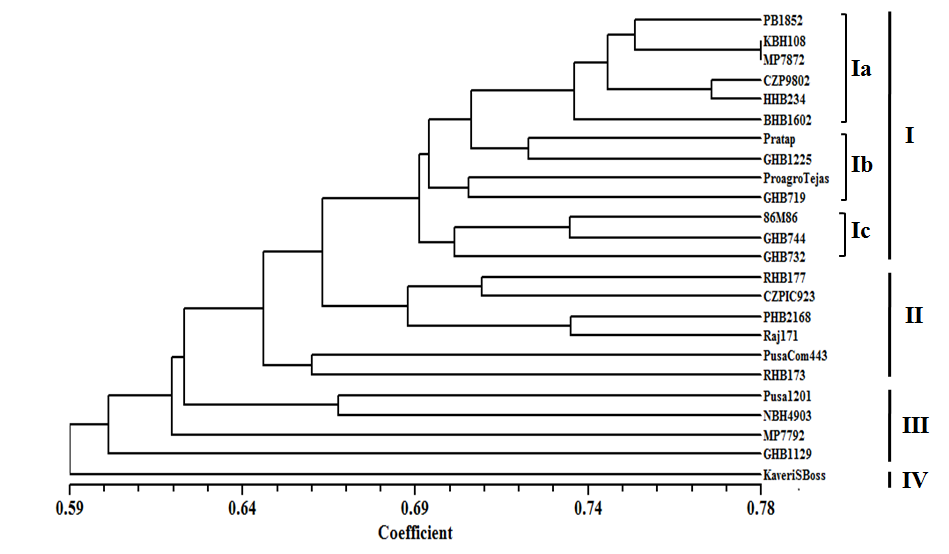 PB1852
KBH108
MP7872
Ia
CZP9802
HHB234
BHB1602
I
Pratap
GHB1225
Ib
ProagroTejas
GHB719
86M86
Ic
GHB744
GHB732
RHB177
CZPIC923
PHB2168
II
Raj171
PusaCom443
RHB173
Pusa1201
NBH4903
III
MP7792
GHB1129
KaveriSBoss
IV
0.59 0.64 0.69 0.74 0.78
Coefficient